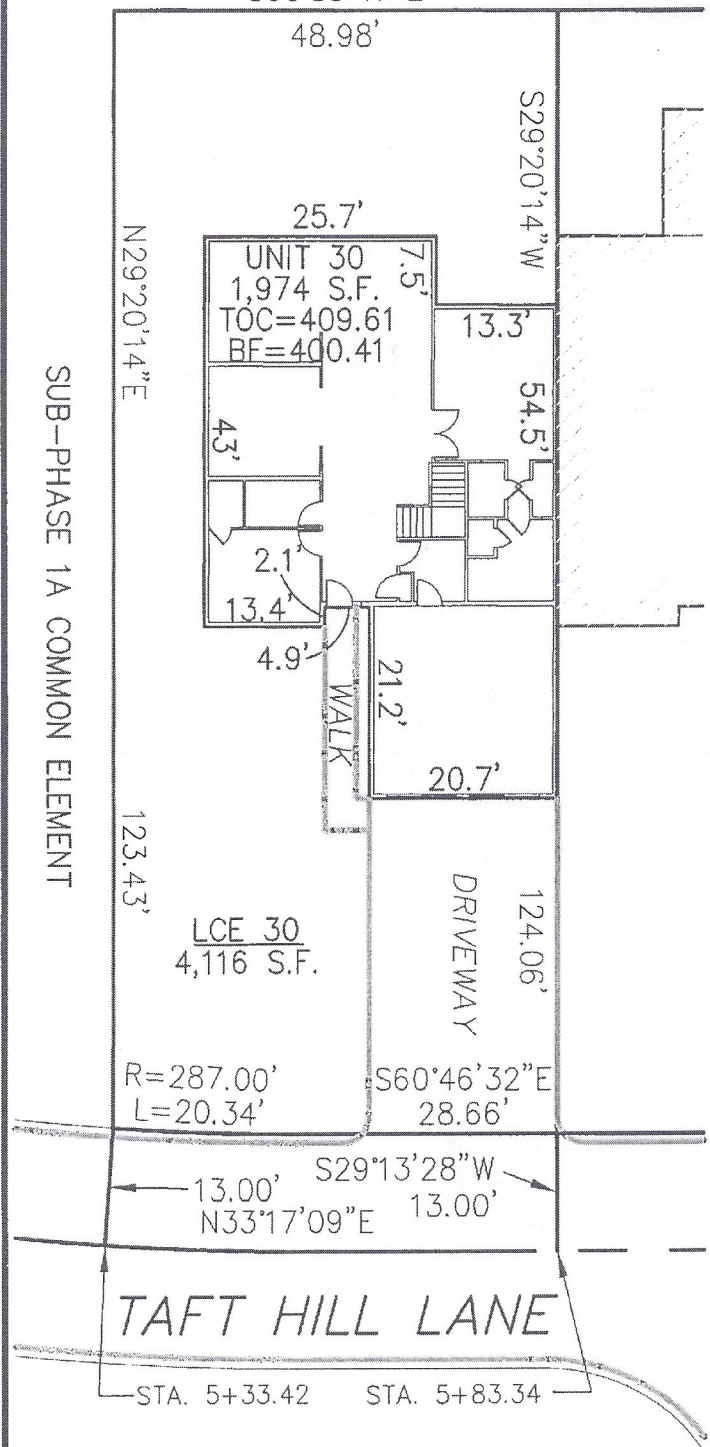 48.98'
S29°20'14"W
25.7'
N29°20'14"E
UNIT 30
1,974 S.F.
TOC=409.61
BF=400.41
7.5'
13.3'
54.5'
43'
SUB-PHASE 1A COMMON ELEMENT
2.1'
13.4'
4.9'
WALK
21.2'
20.7'
123.43'
124.06'
DRIVEWAY
LCE 30
4,116 S.F.
R=287.00'
L=20.34'
S60°46'32"E
28.66'
13.00'
N33°17'09"E
S29°13'28"W
13.00'
TAFT HILL LANE
STA. 5+33.42
STA. 5+83.34